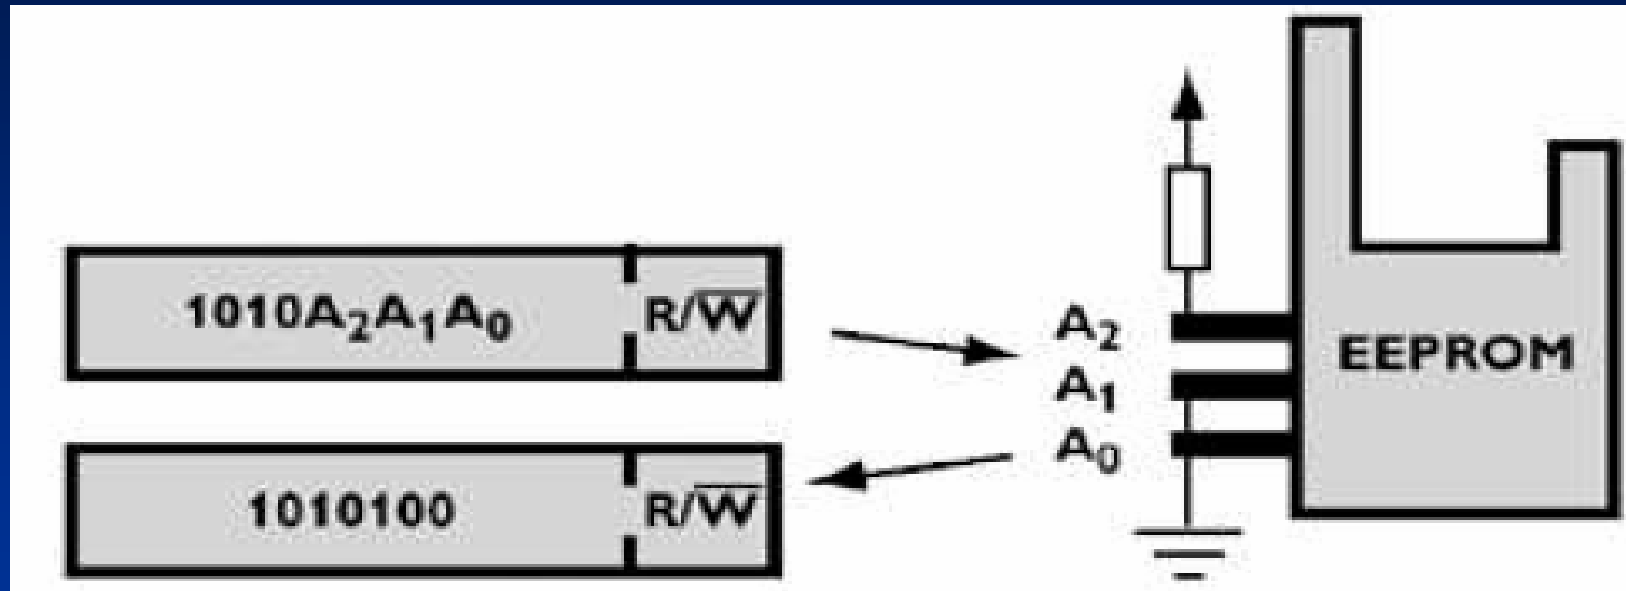 1010A₂A₁A₀ R/W̅
1010100 R/W̅
A₂
A₁
A₀
EEPROM